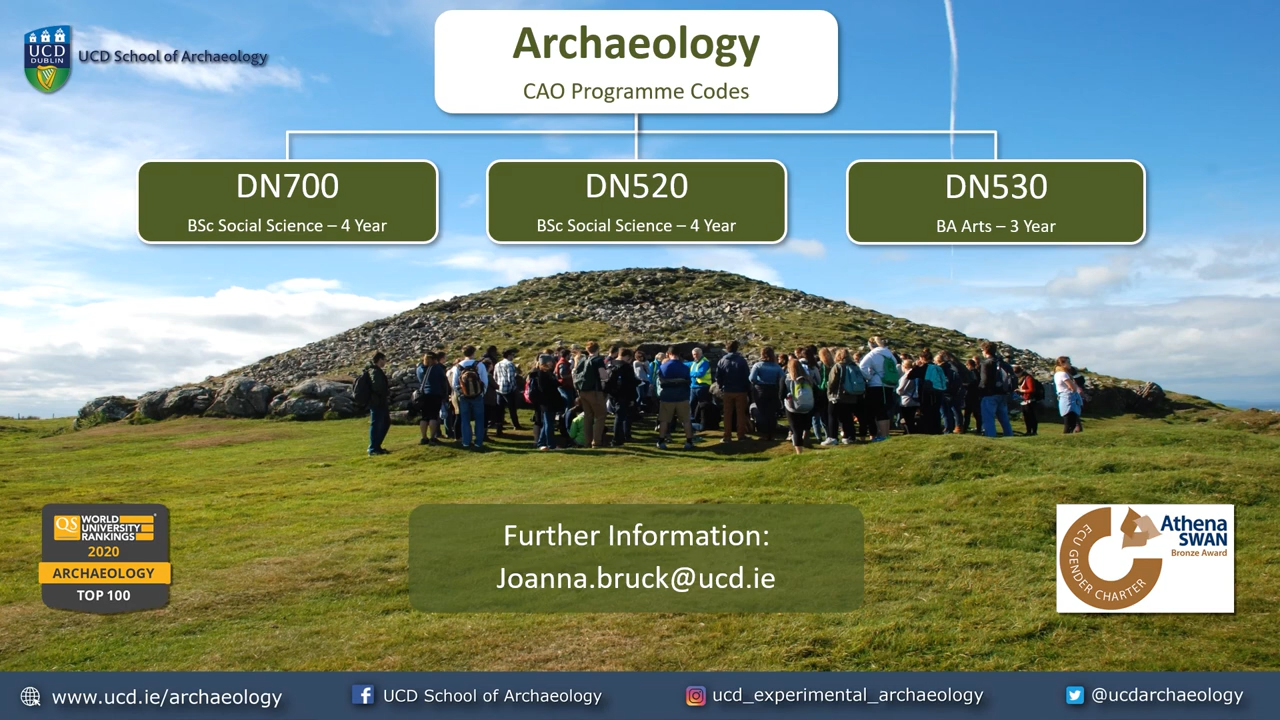 UCD
DUBLIN
UCD School of Archaeology
Archaeology
CAO Programme Codes
DN700
BSc Social Science – 4 Year
DN520
BSc Social Science – 4 Year
DN530
BA Arts – 3 Year
QS WORLD
UNIVERSITY
RANKINGS
2020
ARCHAEOLOGY
TOP 100
Further Information:
Joanna.bruck@ucd.ie
ECU GENDER CHARTER
Athena
SWAN
Bronze Award
www.ucd.ie/archaeology
UCD School of Archaeology
ucd_experimental_archaeology
@ucdarchaeology